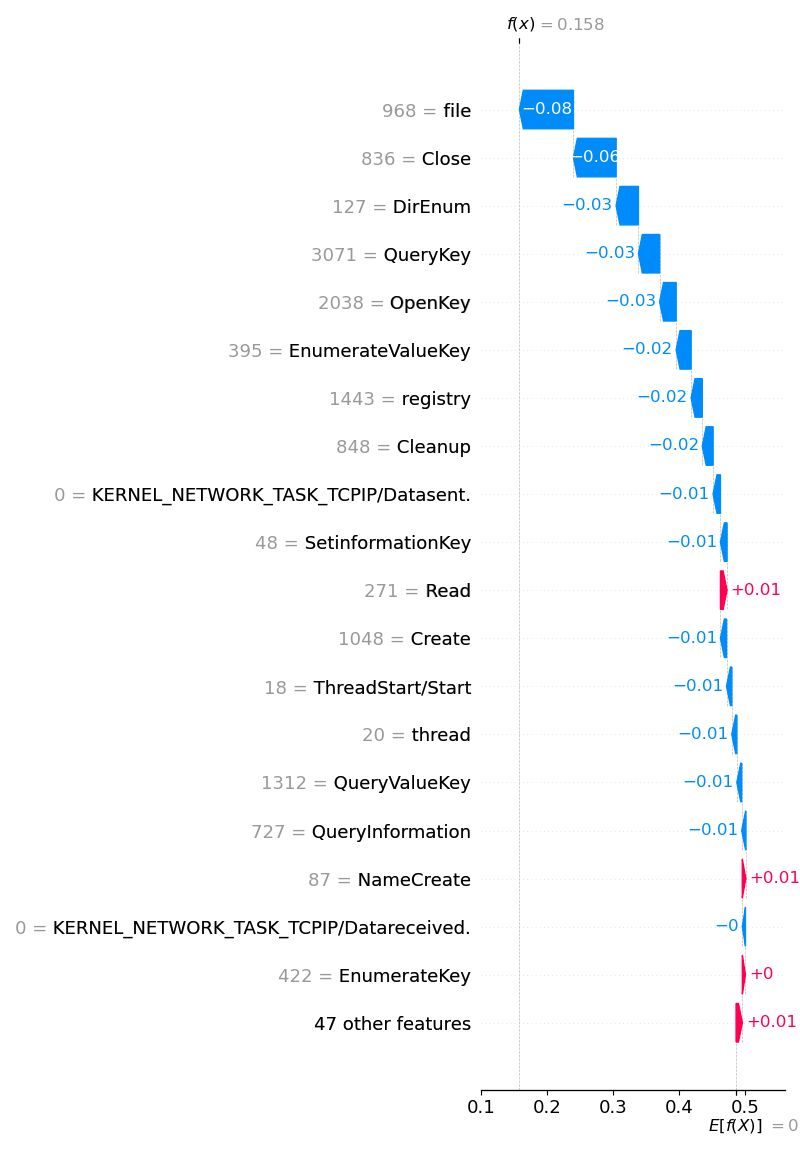 f(x) = 0.158
968 = file −0.08
836 = Close −0.06
127 = DirEnum −0.03
3071 = QueryKey −0.03
2038 = OpenKey −0.03
395 = EnumerateValueKey −0.02
1443 = registry −0.02
848 = Cleanup −0.02
0 = KERNEL_NETWORK_TASK_TCPIP/Datasent. −0.01
48 = SetinformationKey −0.01
271 = Read +0.01
1048 = Create −0.01
18 = ThreadStart/Start −0.01
20 = thread −0.01
1312 = QueryValueKey −0.01
727 = QueryInformation −0.01
87 = NameCreate +0.01
0 = KERNEL_NETWORK_TASK_TCPIP/Datareceived. −0
422 = EnumerateKey +0
47 other features +0.01
0.1 0.2 0.3 0.4 0.5
E[f(X)] = 0